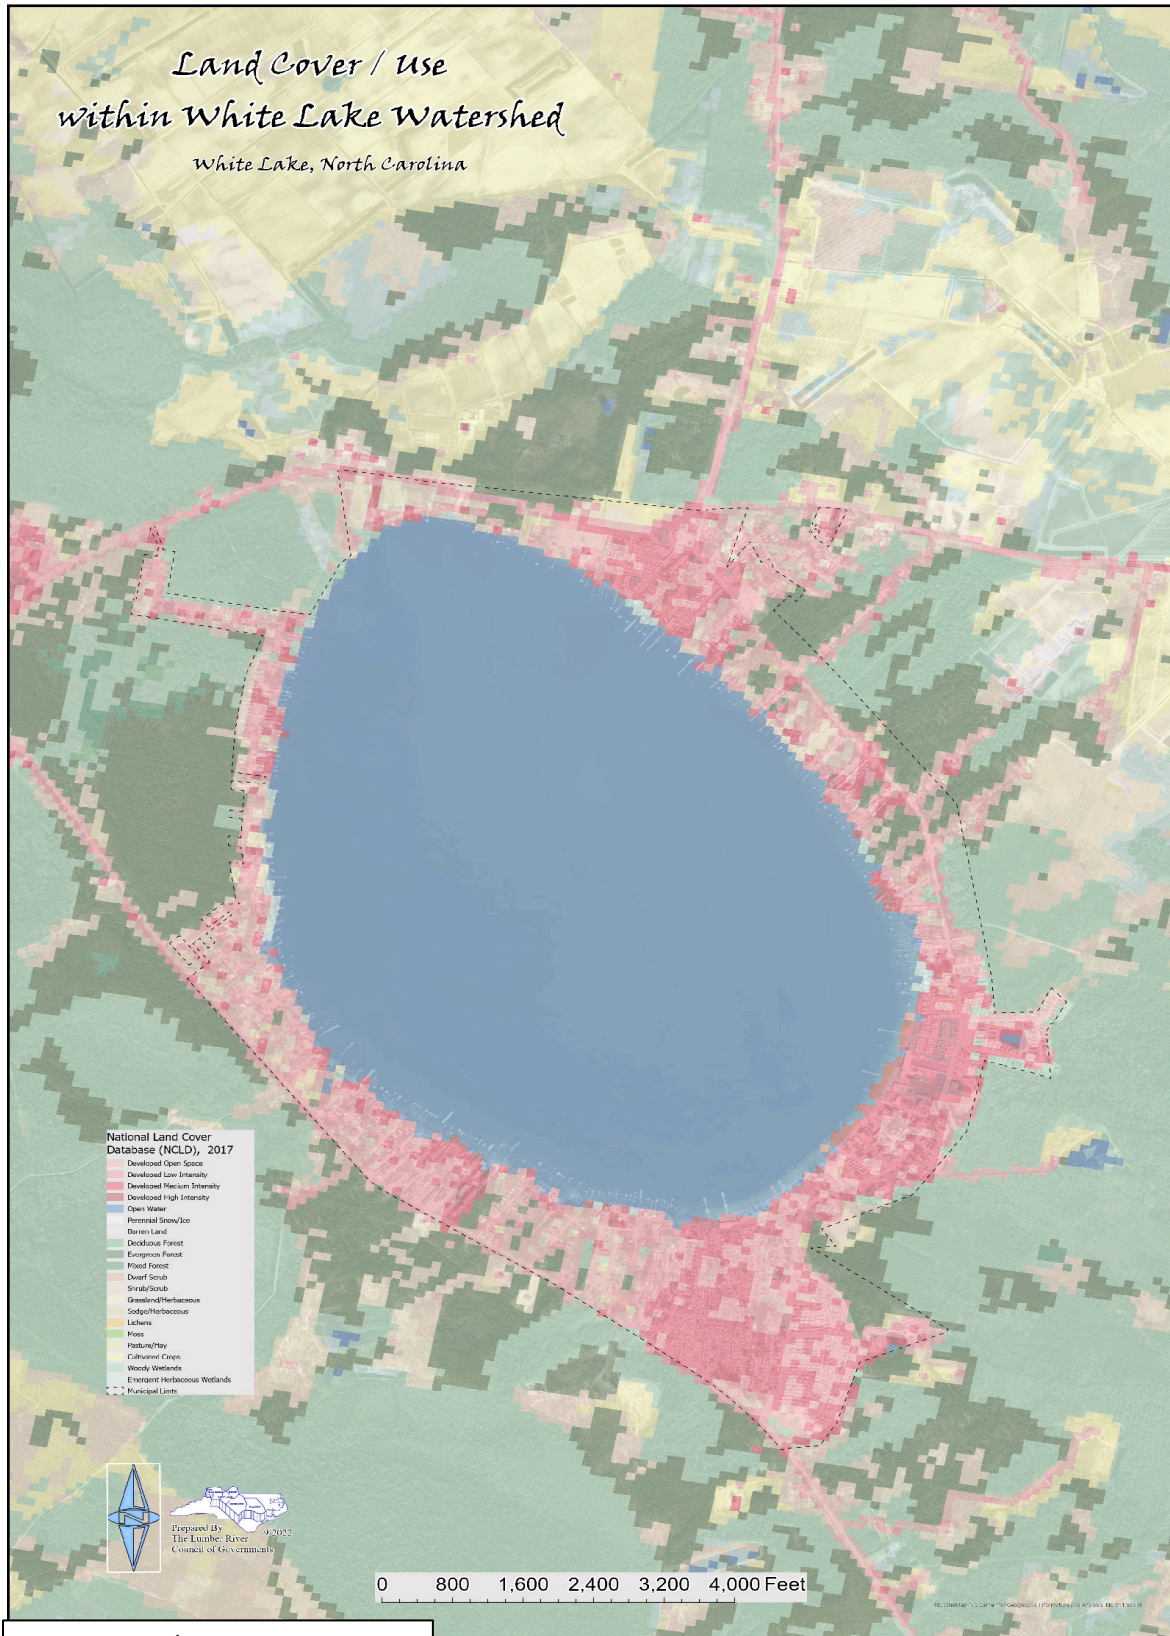 Land Cover / Use
within White Lake Watershed
White Lake, North Carolina
National Land Cover
Database (NCLD), 2017
Developed Open Space
Developed Low Intensity
Developed Medium Intensity
Developed High Intensity
Open Water
Perennial Snow/Ice
Barren Land
Deciduous Forest
Evergreen Forest
Mixed Forest
Dwarf Scrub
Shrub/Scrub
Grassland/Herbaceous
Sedge/Herbaceous
Lichens
Moss
Pasture/Hay
Cultivated Crops
Woody Wetlands
Emergent Herbaceous Wetlands
Municipal Limits
N
Prepared By
The Lumber River
Council of Governments
9/2022
0 800 1,600 2,400 3,200 4,000 Feet